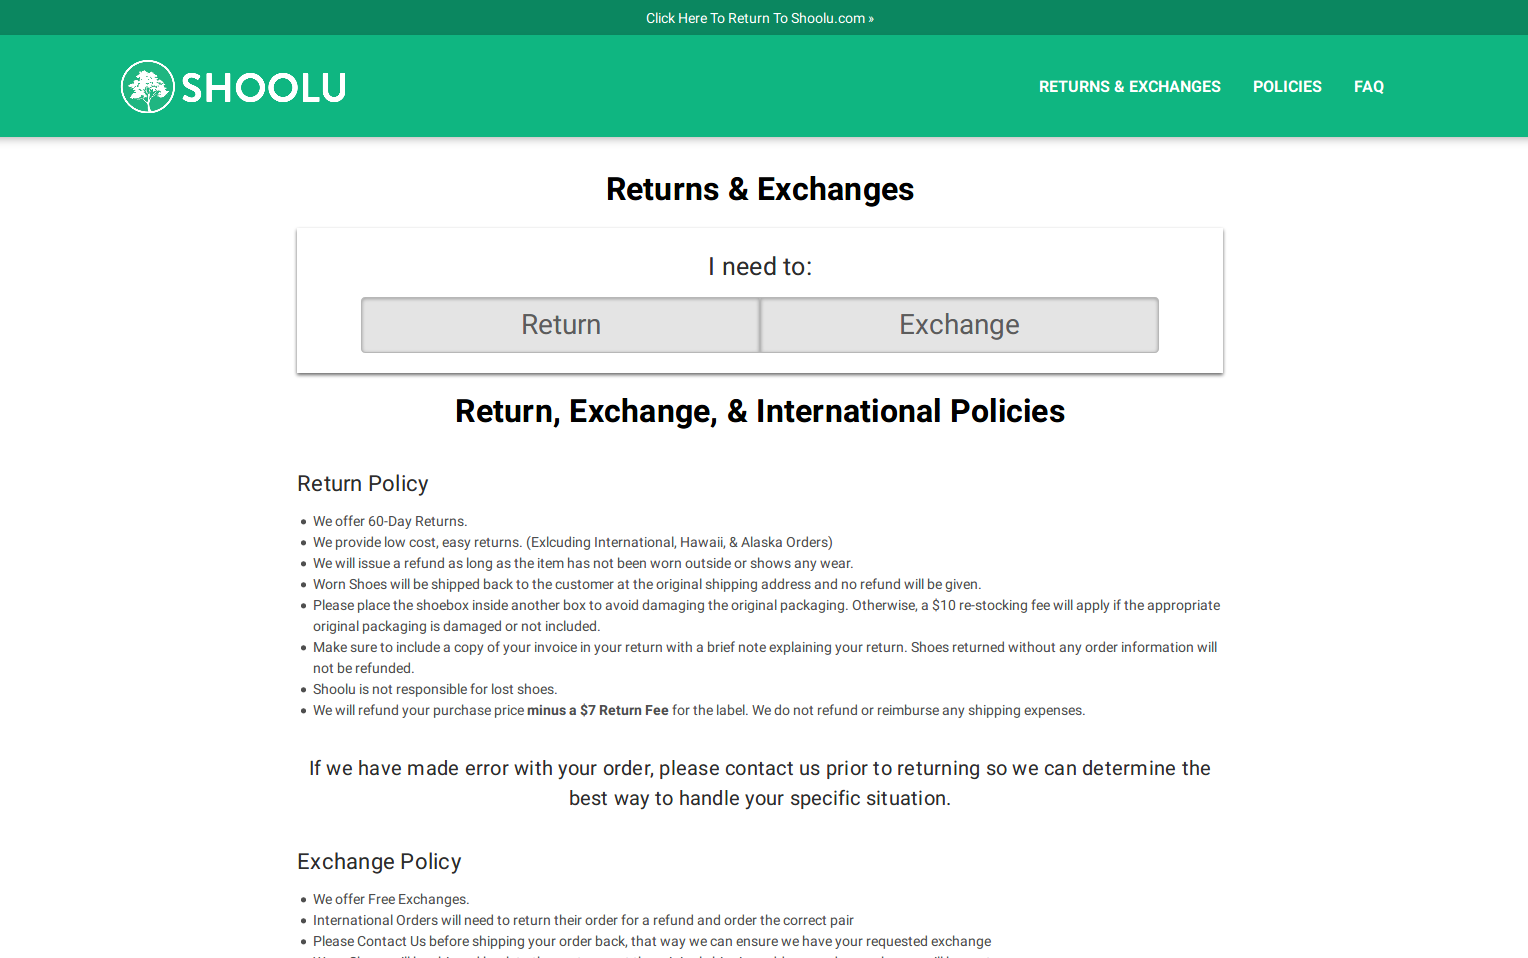 Click Here To Return To Shoolu.com »
SHOOLU
RETURNS & EXCHANGES
POLICIES
FAQ
Returns & Exchanges
I need to:
Return
Exchange
Return, Exchange, & International Policies
Return Policy
We offer 60-Day Returns.
We provide low cost, easy returns. (Exlcuding International, Hawaii, & Alaska Orders)
We will issue a refund as long as the item has not been worn outside or shows any wear.
Worn Shoes will be shipped back to the customer at the original shipping address and no refund will be given.
Please place the shoebox inside another box to avoid damaging the original packaging. Otherwise, a $10 re-stocking fee will apply if the appropriate
original packaging is damaged or not included.
Make sure to include a copy of your invoice in your return with a brief note explaining your return. Shoes returned without any order information will
not be refunded.
Shoolu is not responsible for lost shoes.
We will refund your purchase price minus a $7 Return Fee for the label. We do not refund or reimburse any shipping expenses.
If we have made error with your order, please contact us prior to returning so we can determine the
best way to handle your specific situation.
Exchange Policy
We offer Free Exchanges.
International Orders will need to return their order for a refund and order the correct pair
Please Contact Us before shipping your order back, that way we can ensure we have your requested exchange